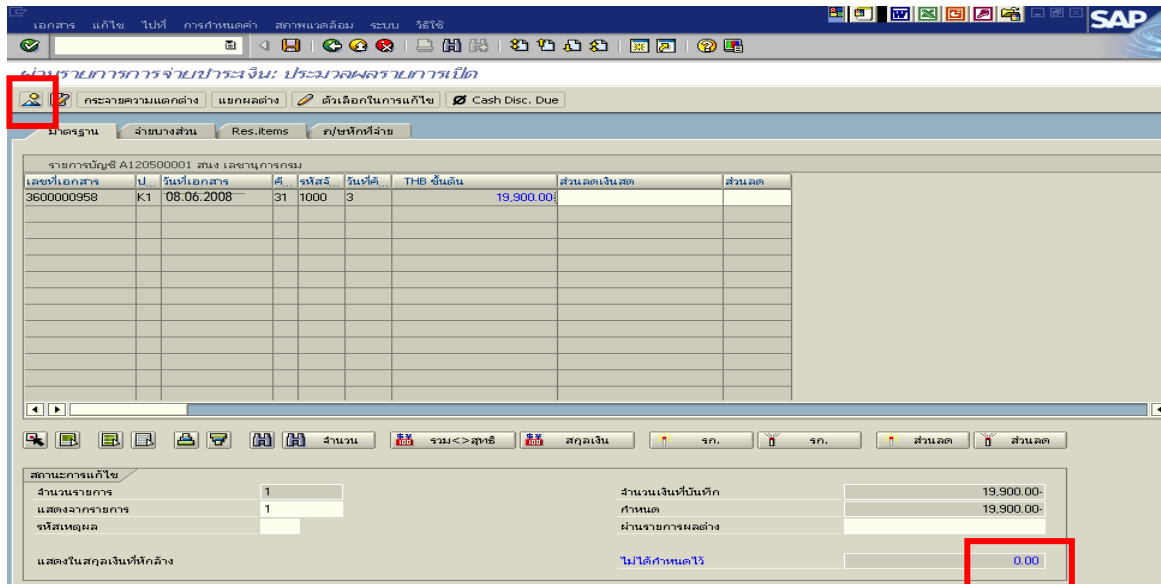 เอกสาร แก้ไข ไปที่ การกำหนดค่า สภาพแวดล้อม ระบบ วิธีใช้
SAP
ผ่านรายการการจ่ายชำระเงิน: ประมวลผลรายการเปิด
กระจายความแตกต่าง แยกผลต่าง ตัวเลือกในการแก้ไข Cash Disc. Due
มาตรฐาน จ่ายบางส่วน Res.items ภ/ษหักที่จ่าย
รายการบัญชี A120500001 สนง เลขานุการกรม
เลขที่เอกสาร ป... วันที่เอกสาร คี... รหัสจั... วันที่คี... THB ขั้นต้น ส่วนลดเงินสด ส่วนลด
3600000958 K1 08.06.2008 31 1000 3 19,900.00-
จำนวน รวม<>สุทธิ สกุลเงิน รก. รก. ส่วนลด ส่วนลด
สถานะการแก้ไข
จำนวนรายการ 1 จำนวนเงินที่บันทึก 19,900.00-
แสดงจากรายการ 1 กำหนด 19,900.00-
รหัสเหตุผล ผ่านรายการผลต่าง
แสดงในสกุลเงินที่หักล้าง ไม่ได้กำหนดไว้ 0.00